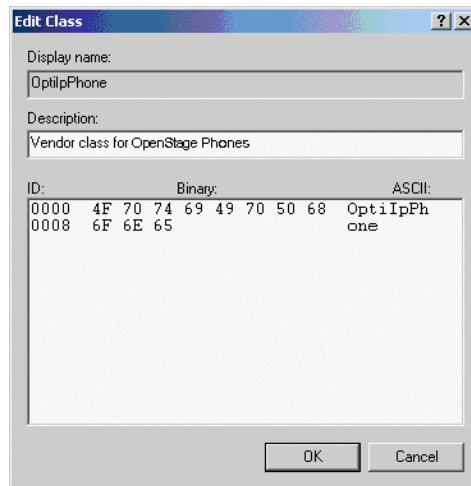 Edit Class
? X
Display name:
OptiIpPhone
Description:
Vendor class for OpenStage Phones
ID: Binary: ASCII:
0000 4F 70 74 69 49 70 50 68 OptiIpPh
0008 6F 6E 65 one
OK Cancel